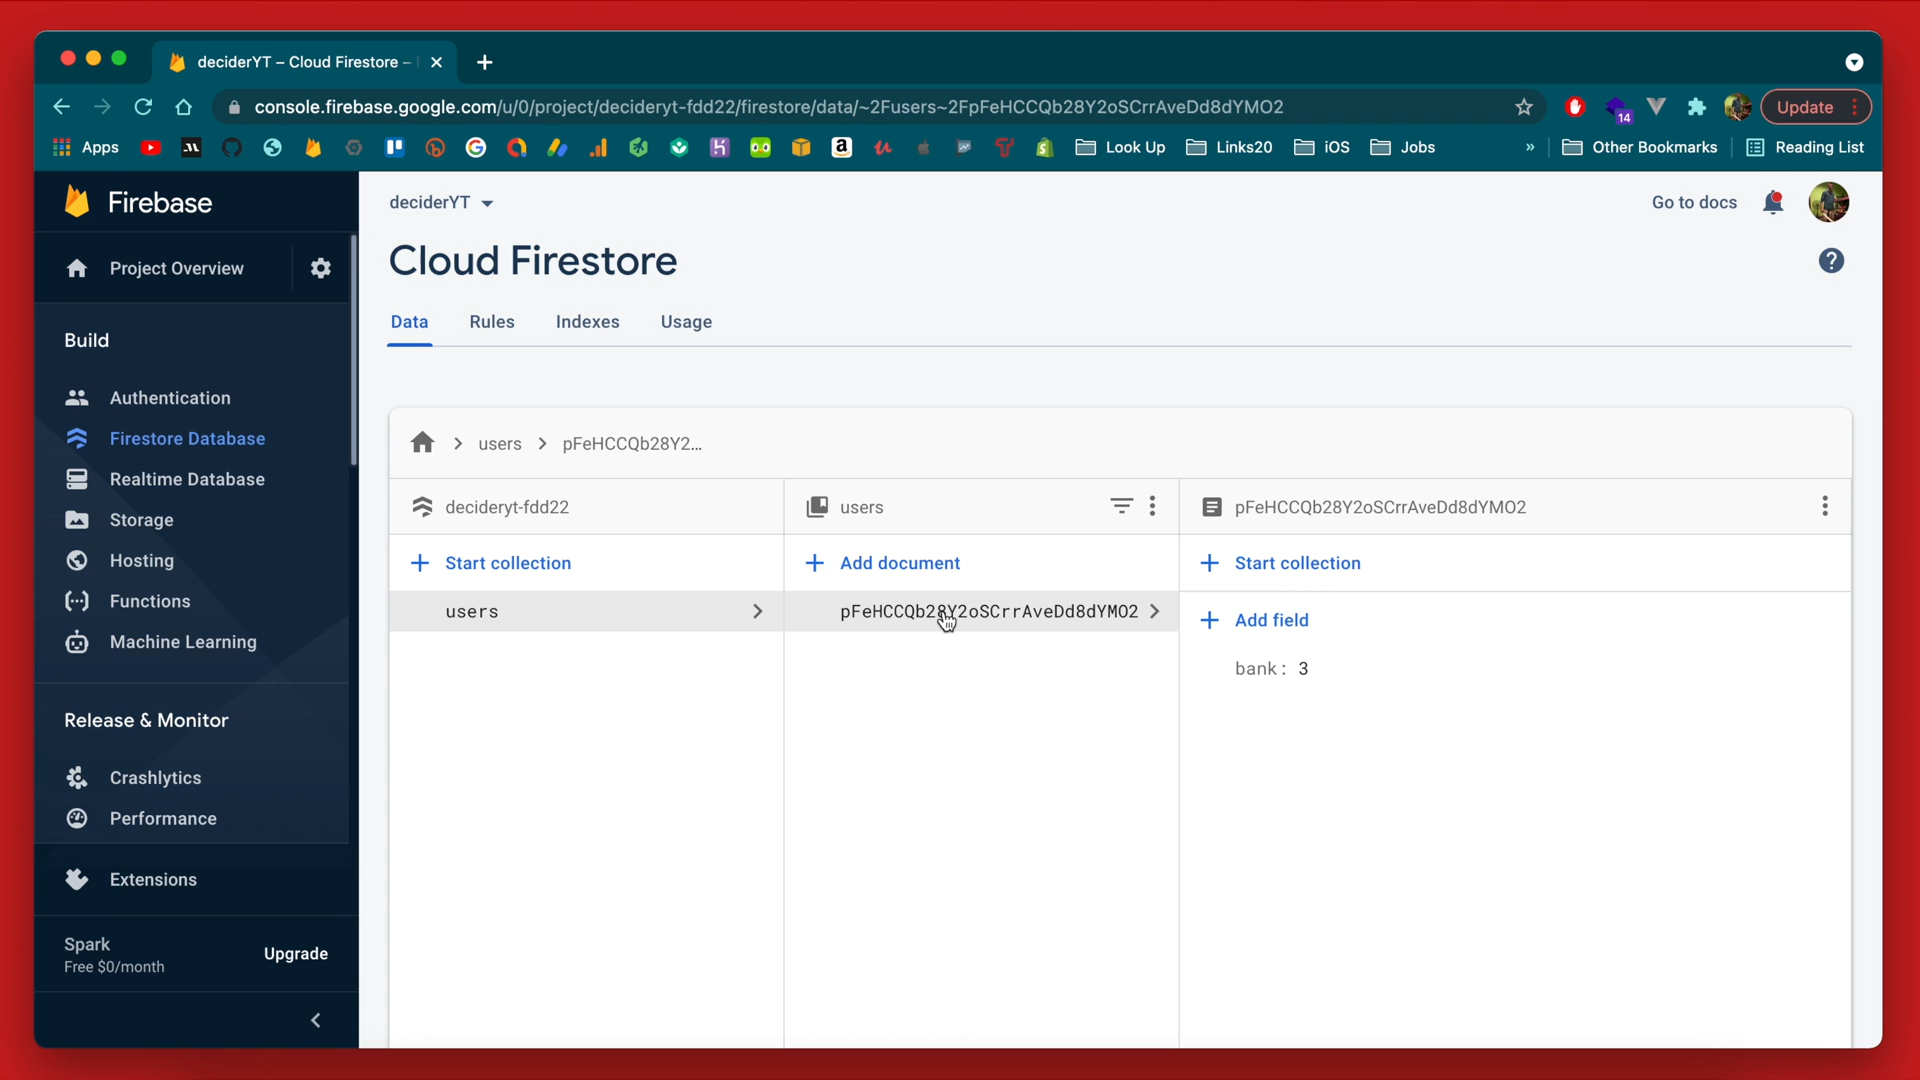 deciderYT – Cloud Firestore –
console.firebase.google.com/u/0/project/decideryt-fdd22/firestore/data/~2Fusers~2FpFeHCCQb28Y2oSCrrAveDd8dYMO2
14
Update
Apps
Look Up
Links20
iOS
Jobs
»
Other Bookmarks
Reading List
Firebase
Project Overview
Build
Authentication
Firestore Database
Realtime Database
Storage
Hosting
Functions
Machine Learning
Release & Monitor
Crashlytics
Performance
Extensions
Spark
Free $0/month
Upgrade
deciderYT
Go to docs
Cloud Firestore
Data
Rules
Indexes
Usage
users
pFeHCCQb28Y2...
decideryt-fdd22
users
pFeHCCQb28Y2oSCrrAveDd8dYMO2
Start collection
Add document
Start collection
users
pFeHCCQb28Y2oSCrrAveDd8dYMO2
Add field
bank: 3